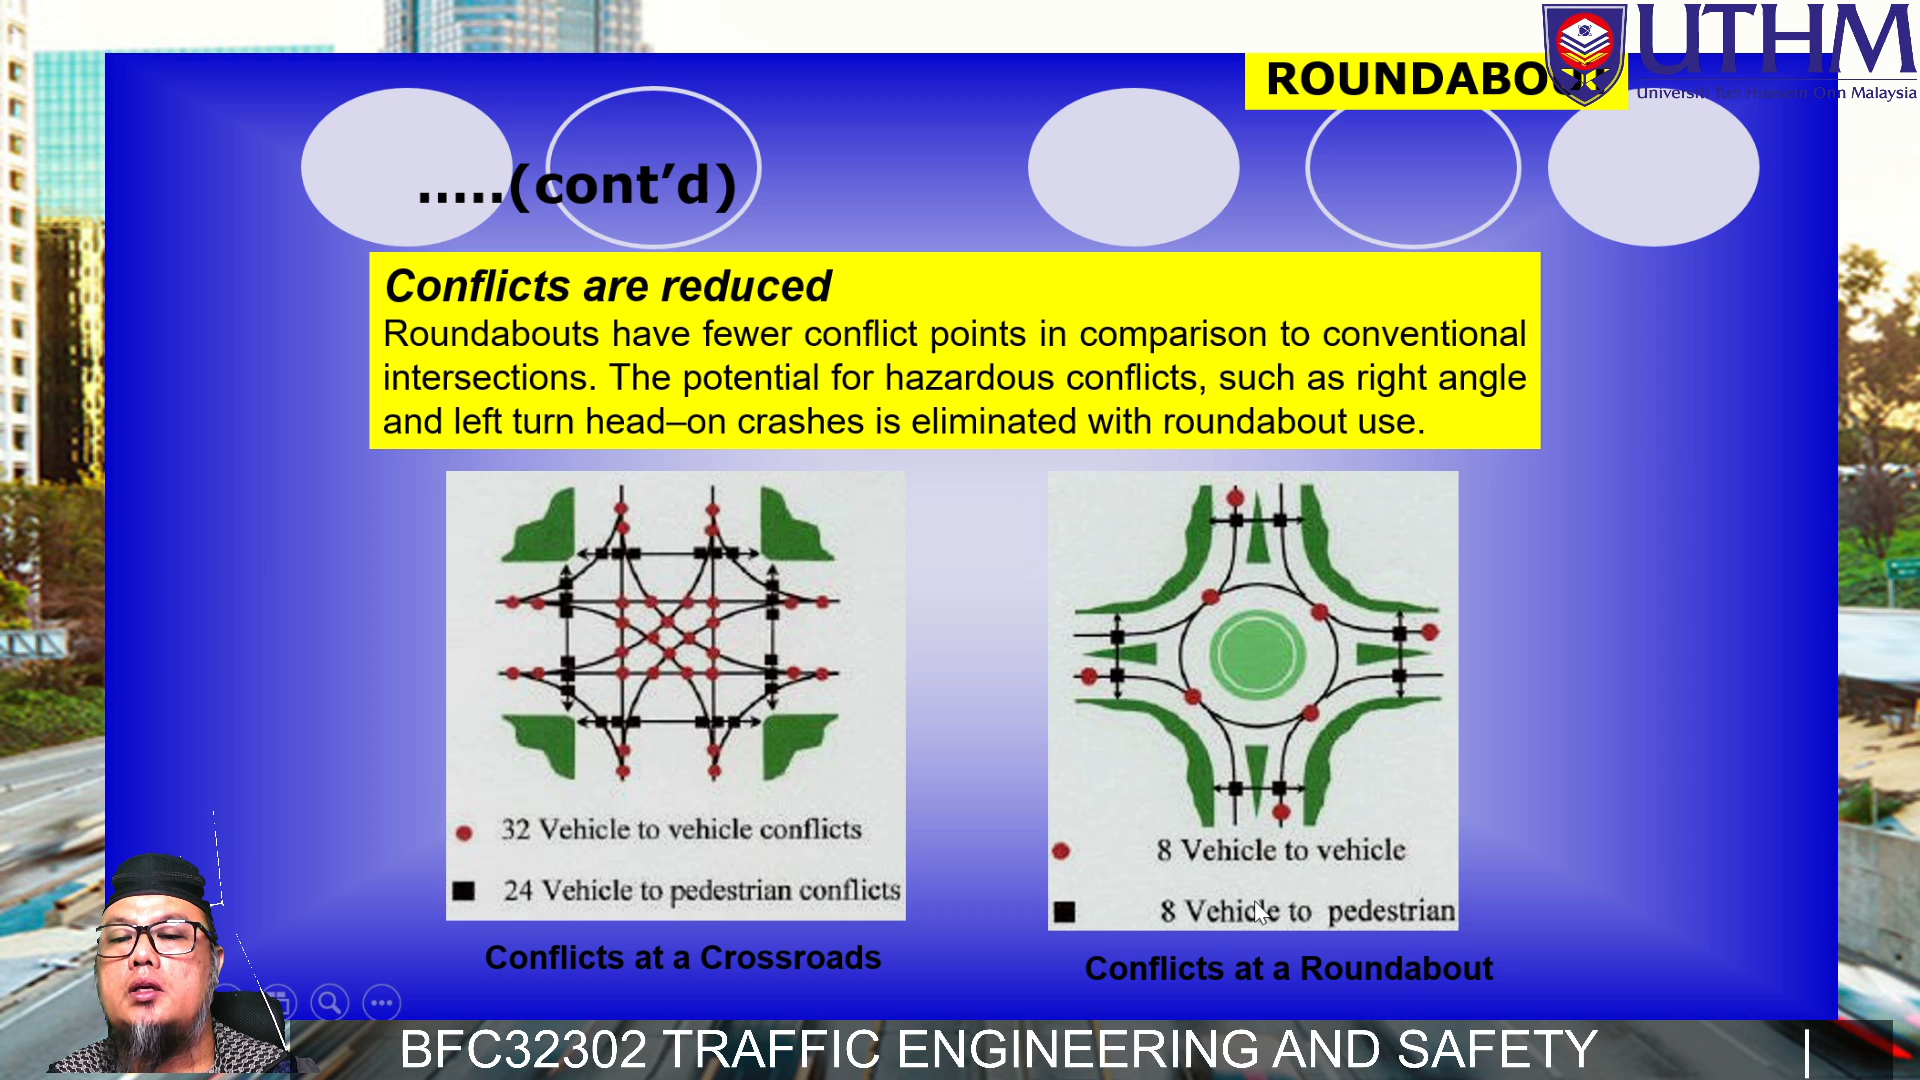 ROUNDABOUT
UTHM
Universiti Tun Hussein Onn Malaysia
.....(cont’d)
Conflicts are reduced
Roundabouts have fewer conflict points in comparison to conventional
intersections. The potential for hazardous conflicts, such as right angle
and left turn head–on crashes is eliminated with roundabout use.
32 Vehicle to vehicle conflicts
24 Vehicle to pedestrian conflicts
Conflicts at a Crossroads
8 Vehicle to vehicle
8 Vehicle to pedestrian
Conflicts at a Roundabout
BFC32302 TRAFFIC ENGINEERING AND SAFETY